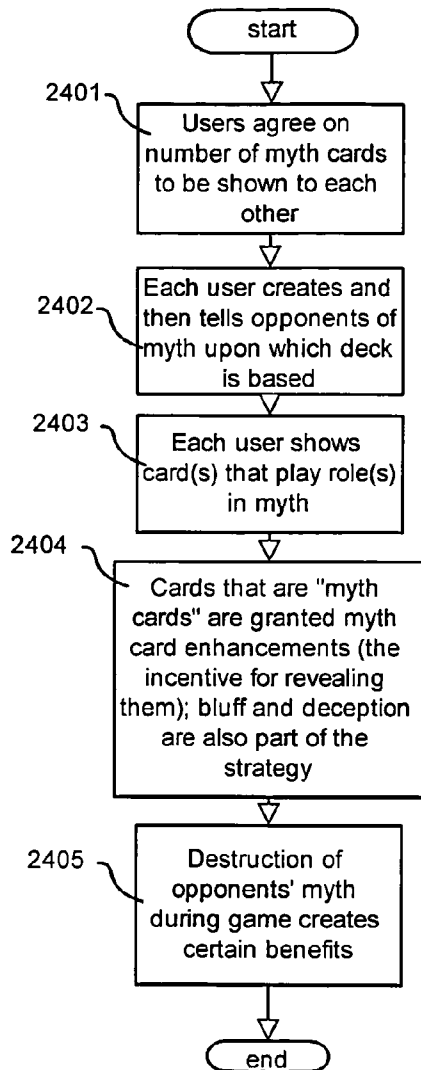 start
2401
Users agree on
number of myth cards
to be shown to each
other
2402
Each user creates and
then tells opponents of
myth upon which deck
is based
2403
Each user shows
card(s) that play role(s)
in myth
2404
Cards that are "myth
cards" are granted myth
card enhancements (the
incentive for revealing
them); bluff and deception
are also part of the
strategy
2405
Destruction of
opponents' myth
during game creates
certain benefits
end